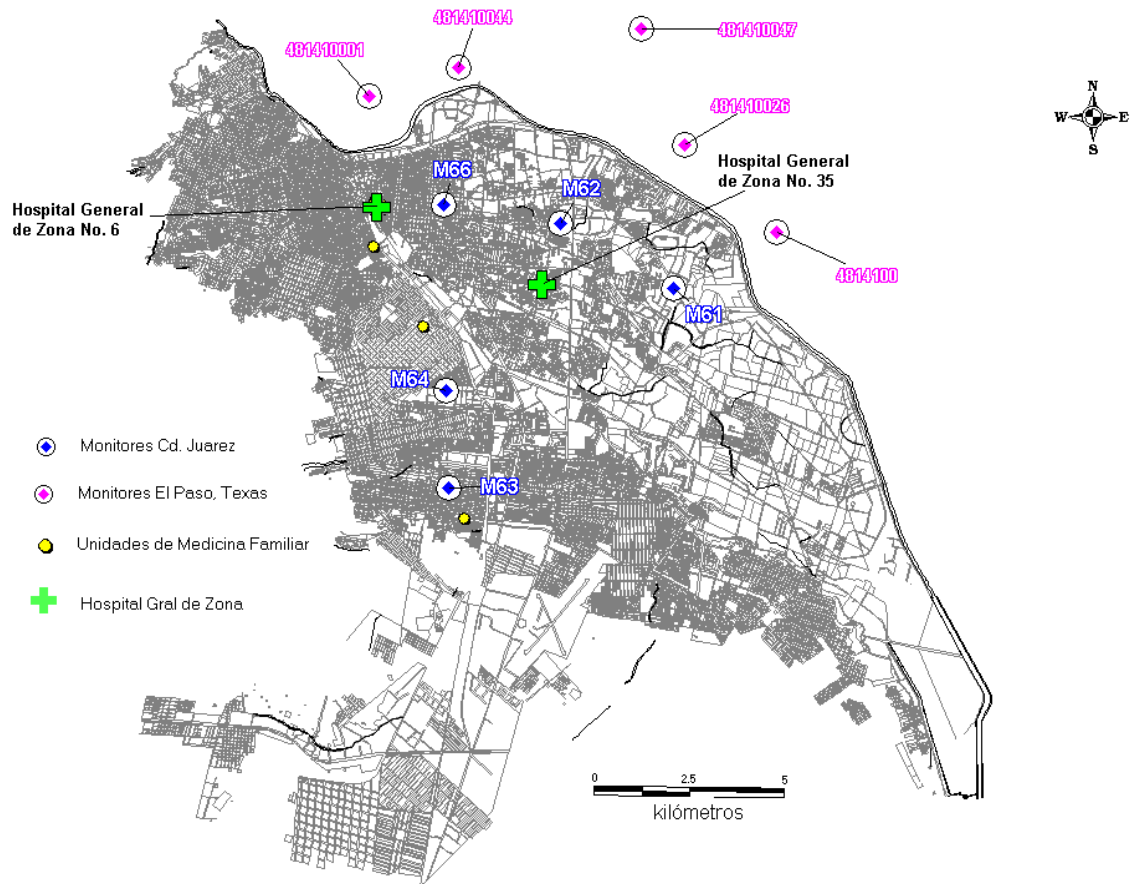 481410044
481410047
481410001
481410026
N
W
E
S
Hospital General
de Zona No. 35
M66
M62
Hospital General
de Zona No. 6
4814100
M61
M64
Monitores Cd. Juarez
M63
Monitores El Paso, Texas
Unidades de Medicina Familiar
Hospital Gral de Zona
0 2.5 5
kilómetros